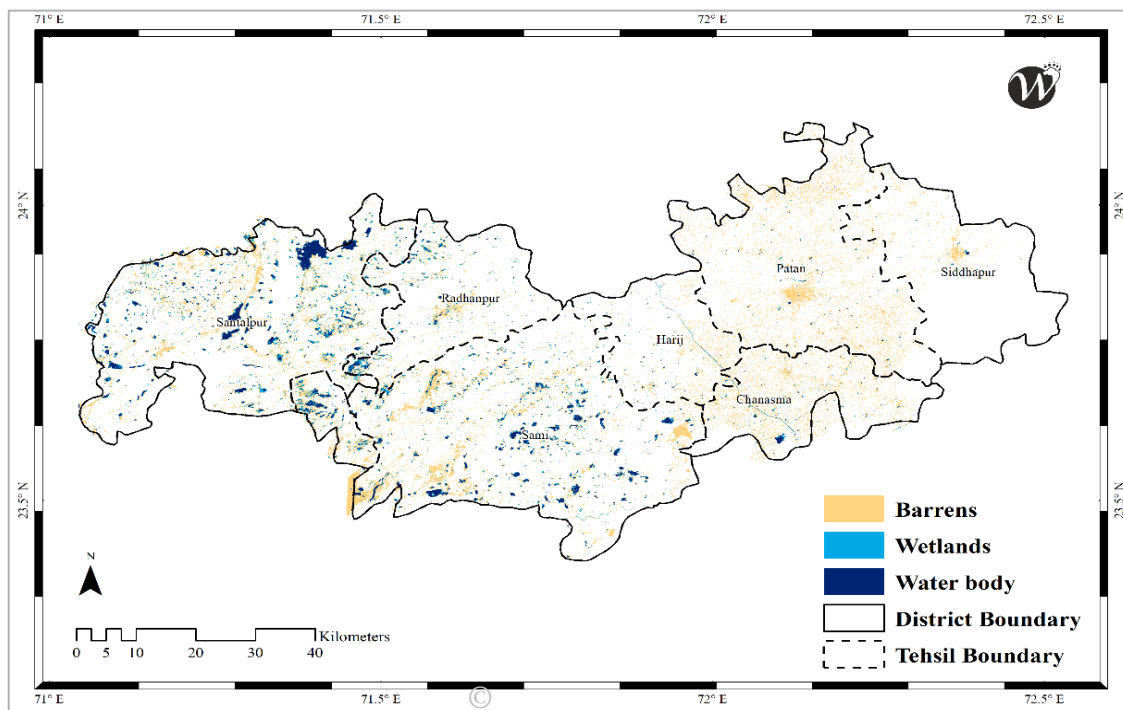 71° E 71.5° E 72° E 72.5° E
W
24° N 24° N
Patan
Siddhapur
Radhanpur
Santalpur
Harij
Chanasma
Sami
23.5° N 23.5° N
Barrens
Wetlands
Water body
District Boundary
Tehsil Boundary
N
Kilometers
0 5 10 20 30 40
71° E 71.5° E 72° E 72.5° E
©